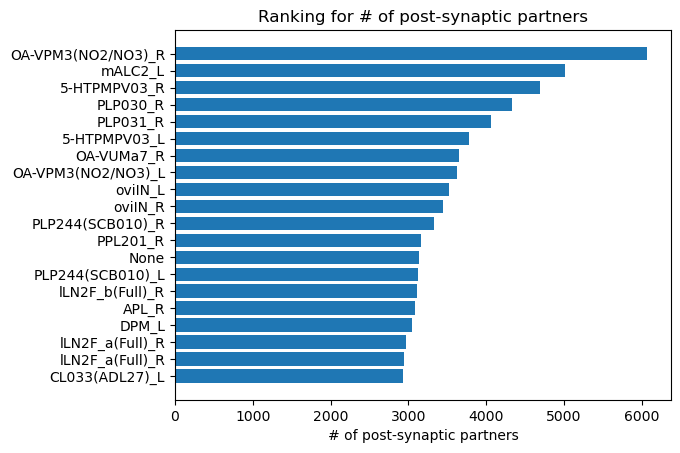 Ranking for # of post-synaptic partners
OA-VPM3(NO2/NO3)_R
mALC2_L
5-HTPMPV03_R
PLP030_R
PLP031_R
5-HTPMPV03_L
OA-VUMa7_R
OA-VPM3(NO2/NO3)_L
oviIN_L
oviIN_R
PLP244(SCB010)_R
PPL201_R
None
PLP244(SCB010)_L
lLN2F_b(Full)_R
APL_R
DPM_L
lLN2F_a(Full)_R
lLN2F_a(Full)_R
CL033(ADL27)_L
0 1000 2000 3000 4000 5000 6000
# of post-synaptic partners